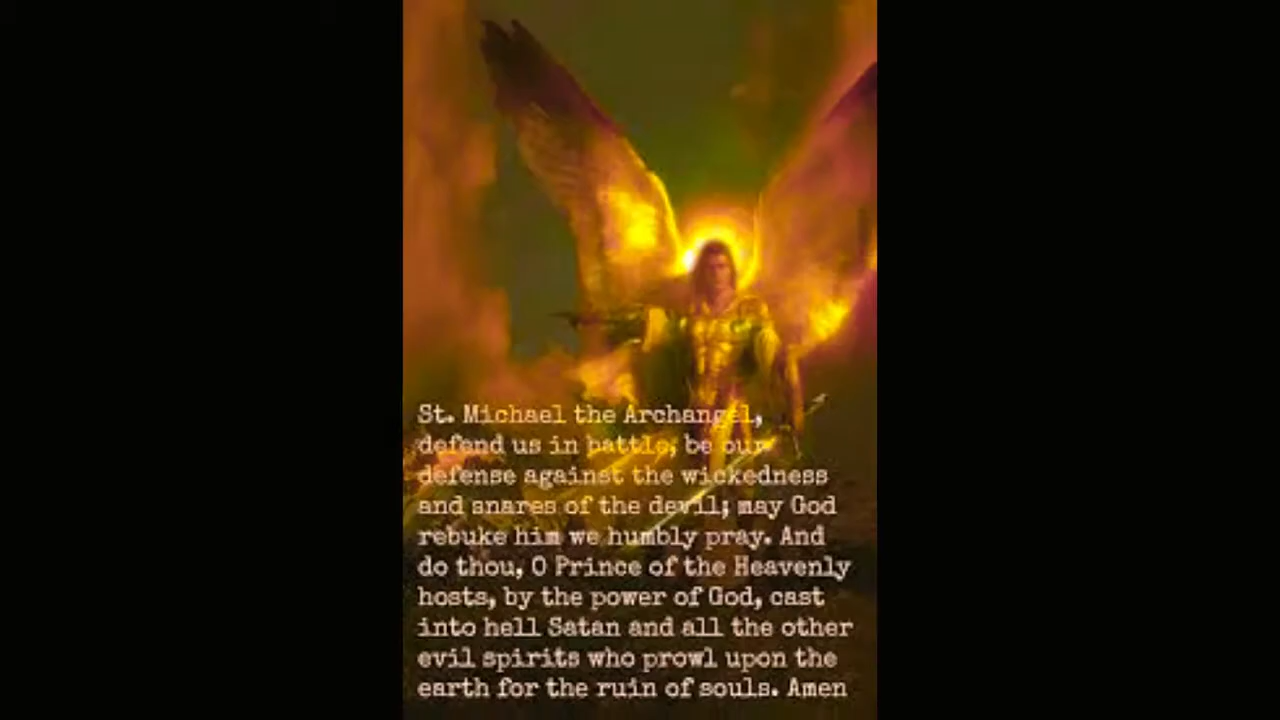 St. Michael the Archangel,
defend us in battle, be our
defense against the wickedness
and snares of the devil; may God
rebuke him we humbly pray. And
do thou, O Prince of the Heavenly
hosts, by the power of God, cast
into hell Satan and all the other
evil spirits who prowl upon the
earth for the ruin of souls. Amen